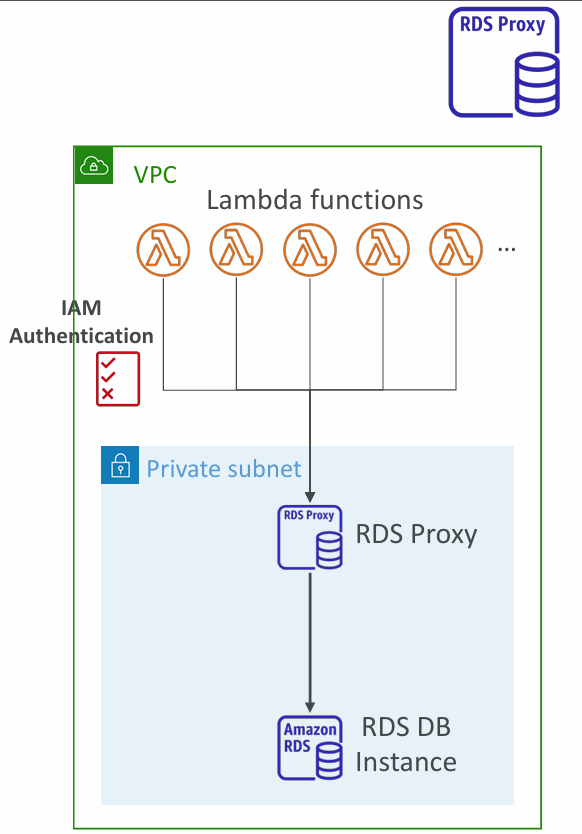 RDS Proxy
VPC
Lambda functions
...
IAM
Authentication
Private subnet
RDS Proxy
RDS Proxy
Amazon
RDS
RDS DB
Instance